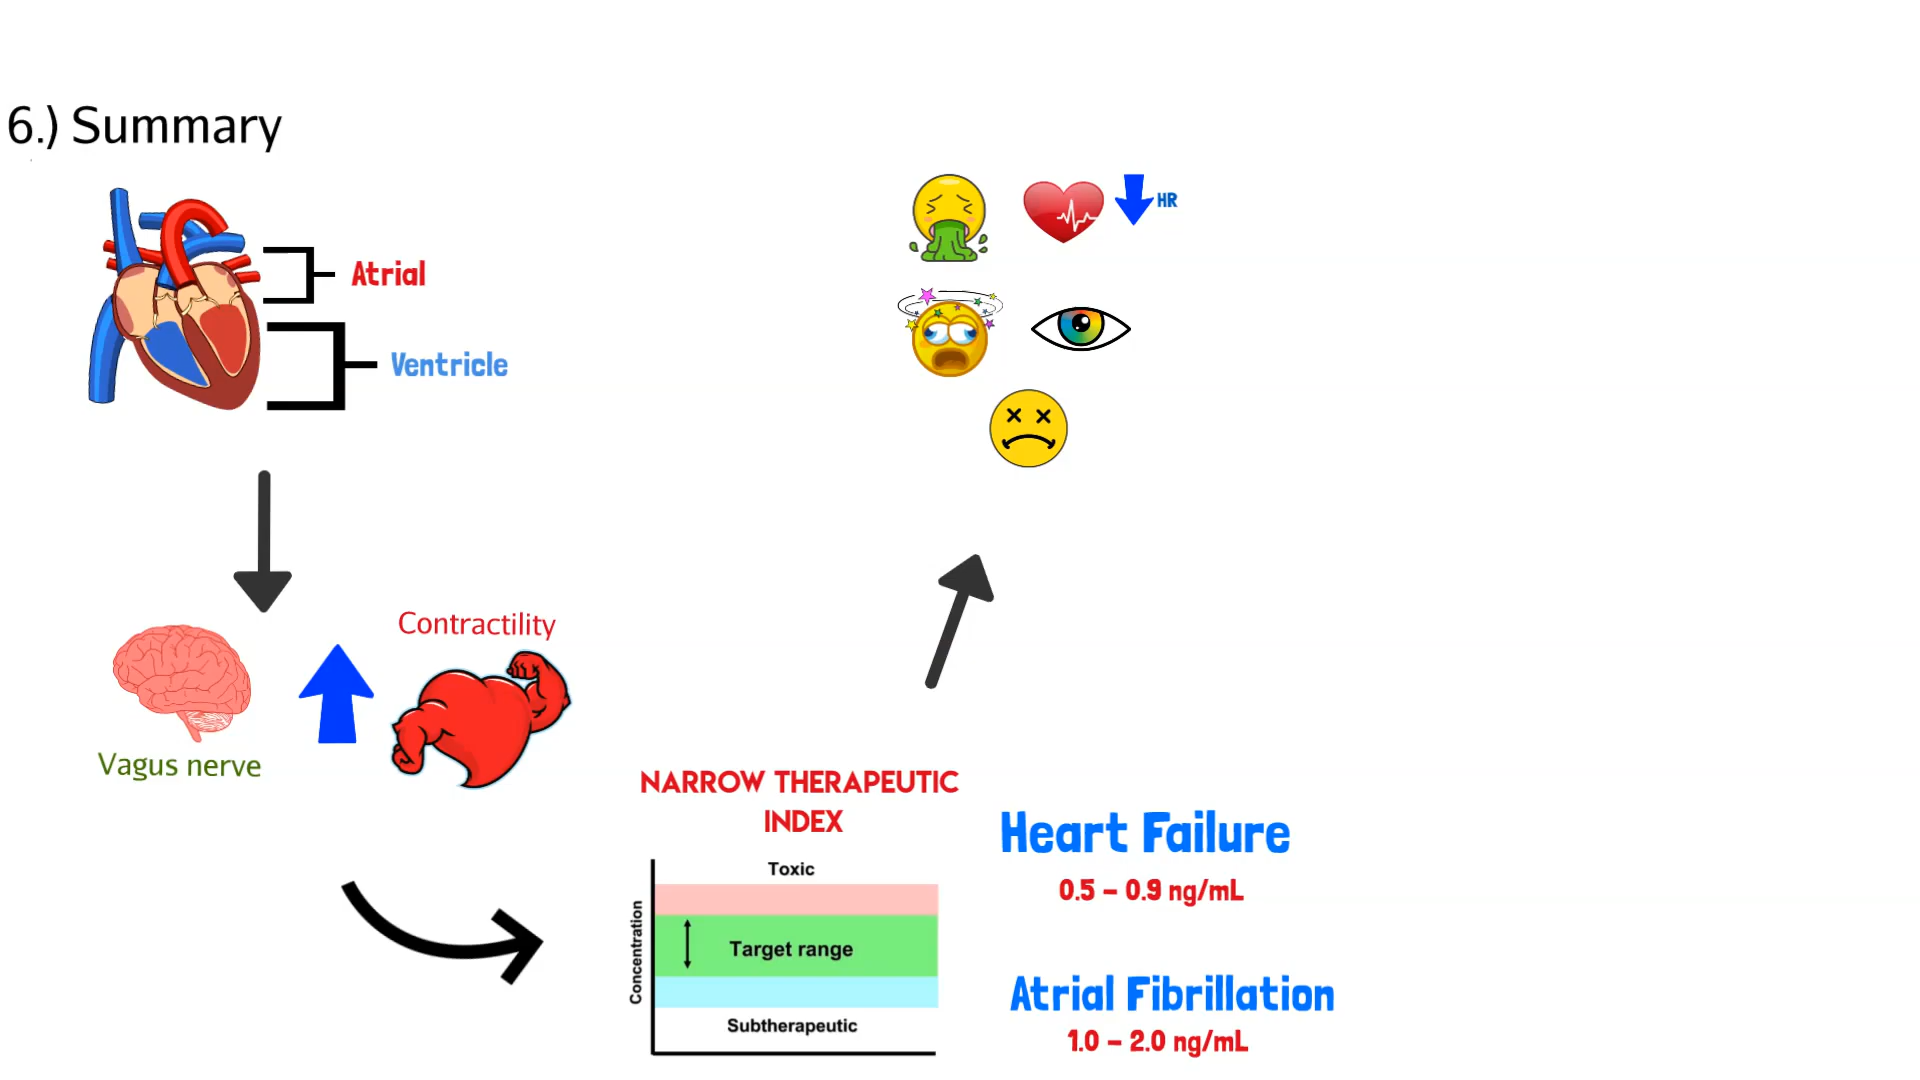 6.) Summary
Atrial
Ventricle
HR
Contractility
Vagus nerve
NARROW THERAPEUTIC
INDEX
Toxic
Concentration
Target range
Subtherapeutic
Heart Failure
0.5 – 0.9 ng/mL
Atrial Fibrillation
1.0 – 2.0 ng/mL